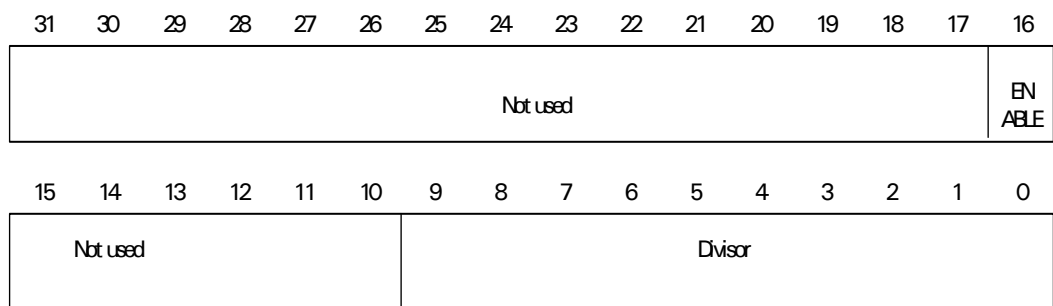 31 30 29 28 27 26 25 24 23 22 21 20 19 18 17 16
Not used
EN
ABLE
15 14 13 12 11 10 9 8 7 6 5 4 3 2 1 0
Not used Divisor